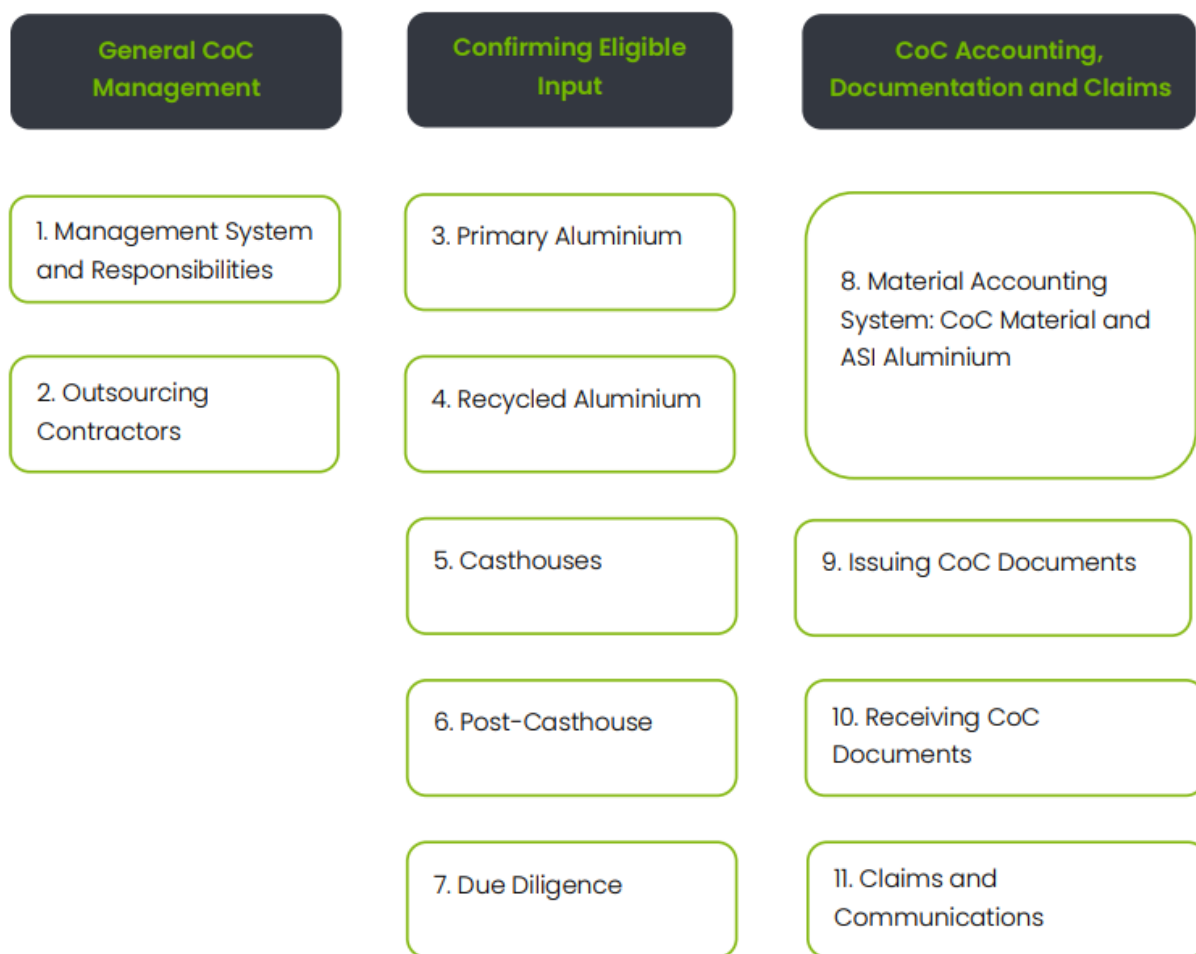 General CoC
Management
1. Management System
and Responsibilities
2. Outsourcing
Contractors
Confirming Eligible
Input
3. Primary Aluminium
4. Recycled Aluminium
5. Casthouses
6. Post-Casthouse
7. Due Diligence
CoC Accounting,
Documentation and Claims
8. Material Accounting
System: CoC Material and
ASI Aluminium
9. Issuing CoC Documents
10. Receiving CoC
Documents
11. Claims and
Communications